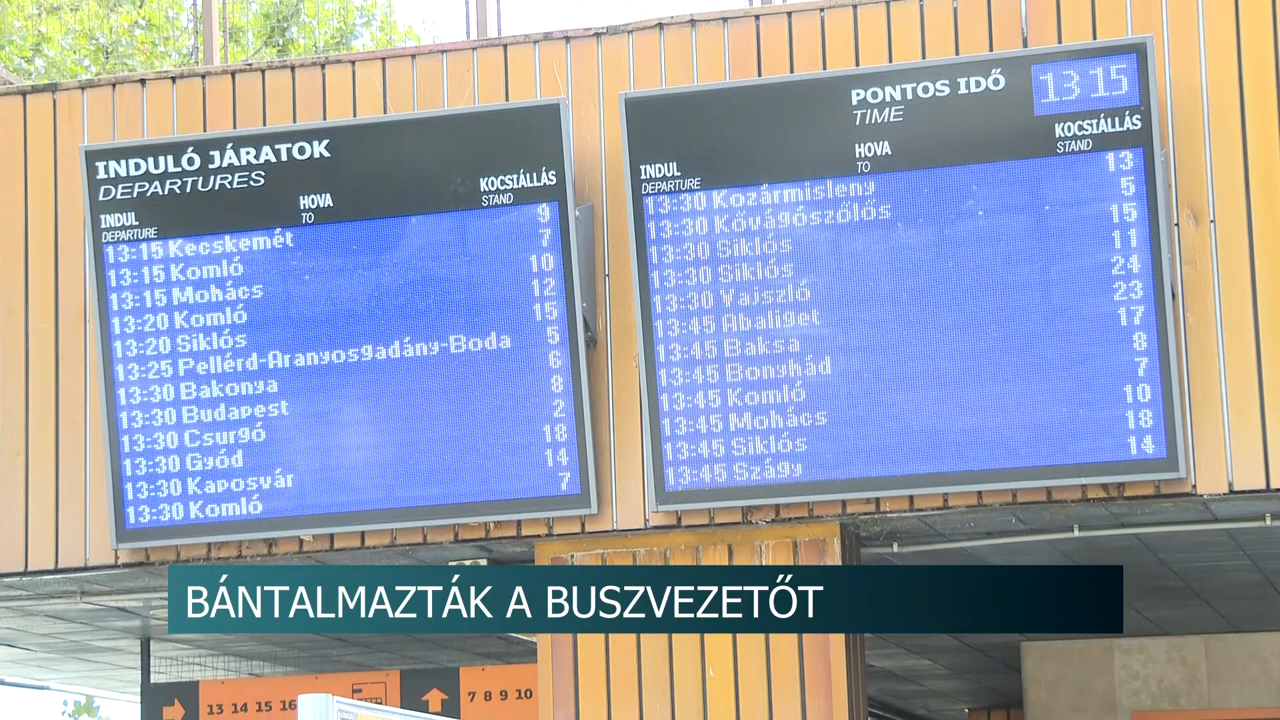 INDULÓ JÁRATOK
DEPARTURES
INDUL HOVA KOCSIÁLLÁS
DEPARTURE TO STAND
13:15 Kecskemét 9
13:15 Komló 7
13:15 Mohács 10
13:20 Komló 12
13:20 Siklós 15
13:25 Pellérd-Aranyosgadány-Boda 5
13:30 Bakonya 6
13:30 Budapest 8
13:30 Csurgó 2
13:30 Gyód 18
13:30 Kaposvár 14
13:30 Komló 7
PONTOS IDŐ 13 15
TIME
INDUL HOVA KOCSIÁLLÁS
DEPARTURE TO STAND
13:30 Kozármisleny 13
13:30 Kővágószőlős 5
13:30 Siklós 15
13:30 Siklós 11
13:30 Vajszló 24
13:45 Abaliget 23
13:45 Baksa 17
13:45 Bonyhád 8
13:45 Komló 7
13:45 Mohács 10
13:45 Siklós 18
13:45 Szágy 14
BÁNTALMAZTÁK A BUSZVEZETŐT
13 14 15 16
7 8 9 10